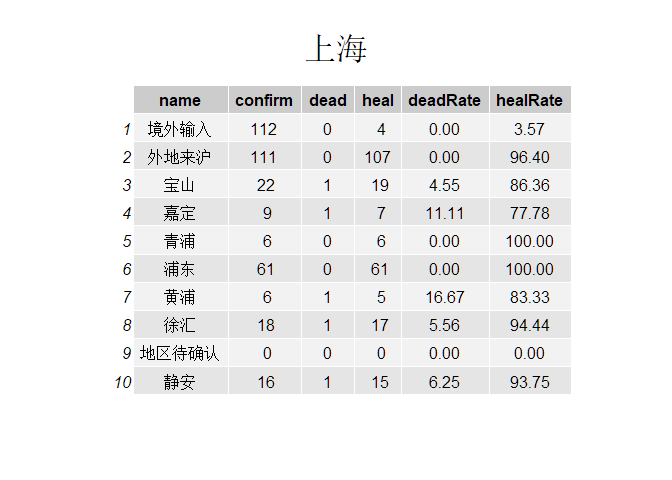 上海
name confirm dead heal deadRate healRate
1 境外输入 112 0 4 0.00 3.57
2 外地来沪 111 0 107 0.00 96.40
3 宝山 22 1 19 4.55 86.36
4 嘉定 9 1 7 11.11 77.78
5 青浦 6 0 6 0.00 100.00
6 浦东 61 0 61 0.00 100.00
7 黄浦 6 1 5 16.67 83.33
8 徐汇 18 1 17 5.56 94.44
9 地区待确认 0 0 0 0.00 0.00
10 静安 16 1 15 6.25 93.75